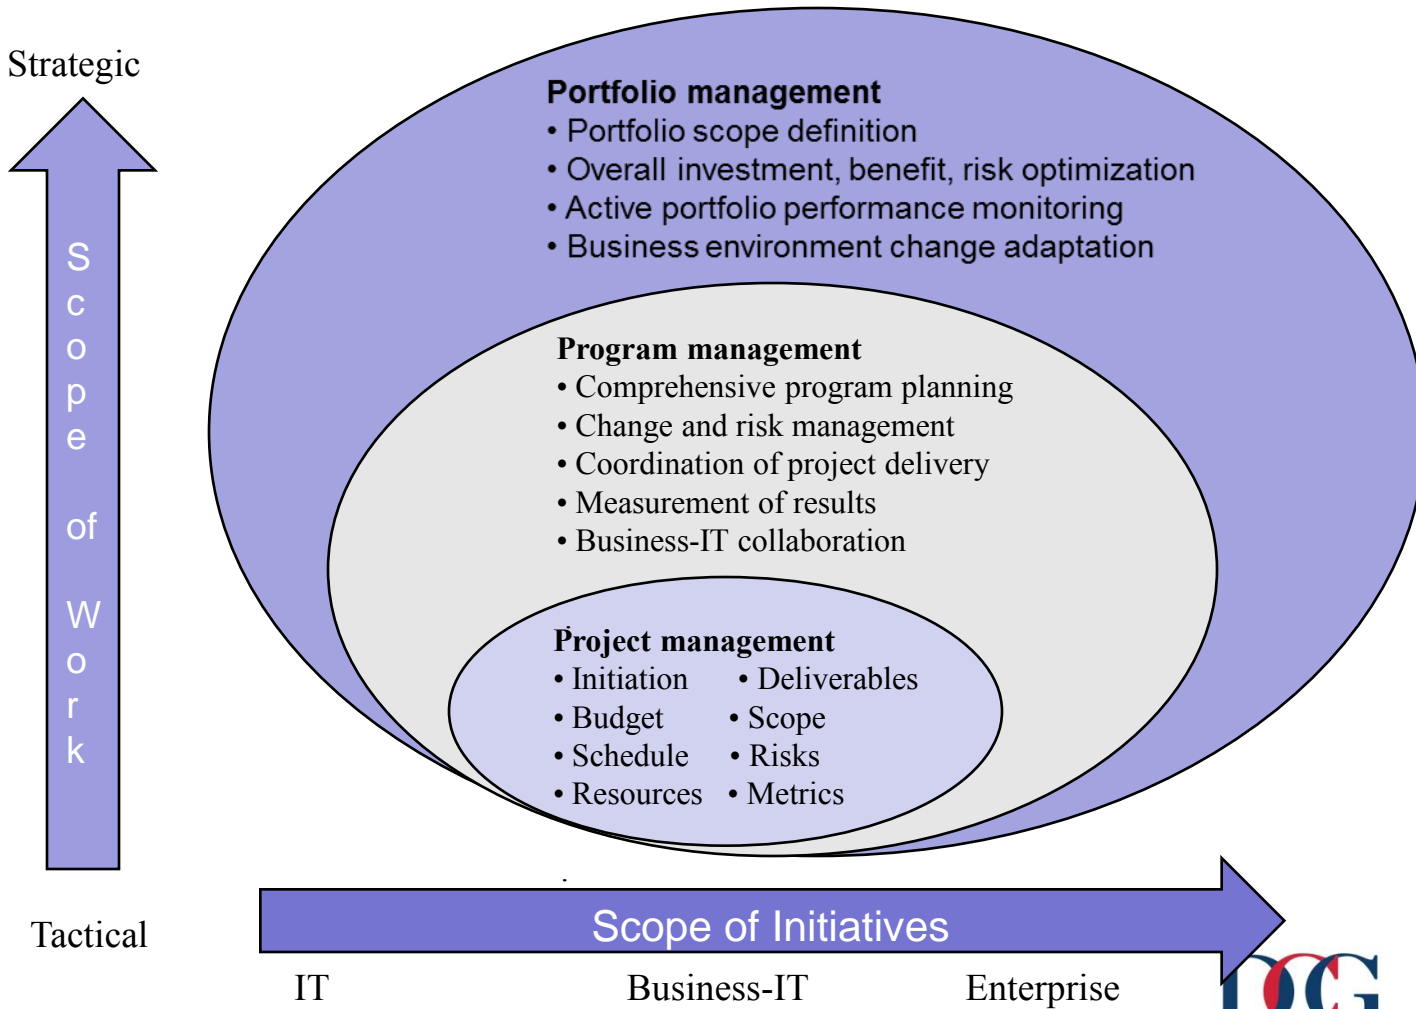 Strategic
Portfolio management
• Portfolio scope definition
• Overall investment, benefit, risk optimization
• Active portfolio performance monitoring
• Business environment change adaptation
Scope of Work
Program management
• Comprehensive program planning
• Change and risk management
• Coordination of project delivery
• Measurement of results
• Business-IT collaboration
Project management
• Initiation • Deliverables
• Budget • Scope
• Schedule • Risks
• Resources • Metrics
Tactical
Scope of Initiatives
IT Business-IT Enterprise